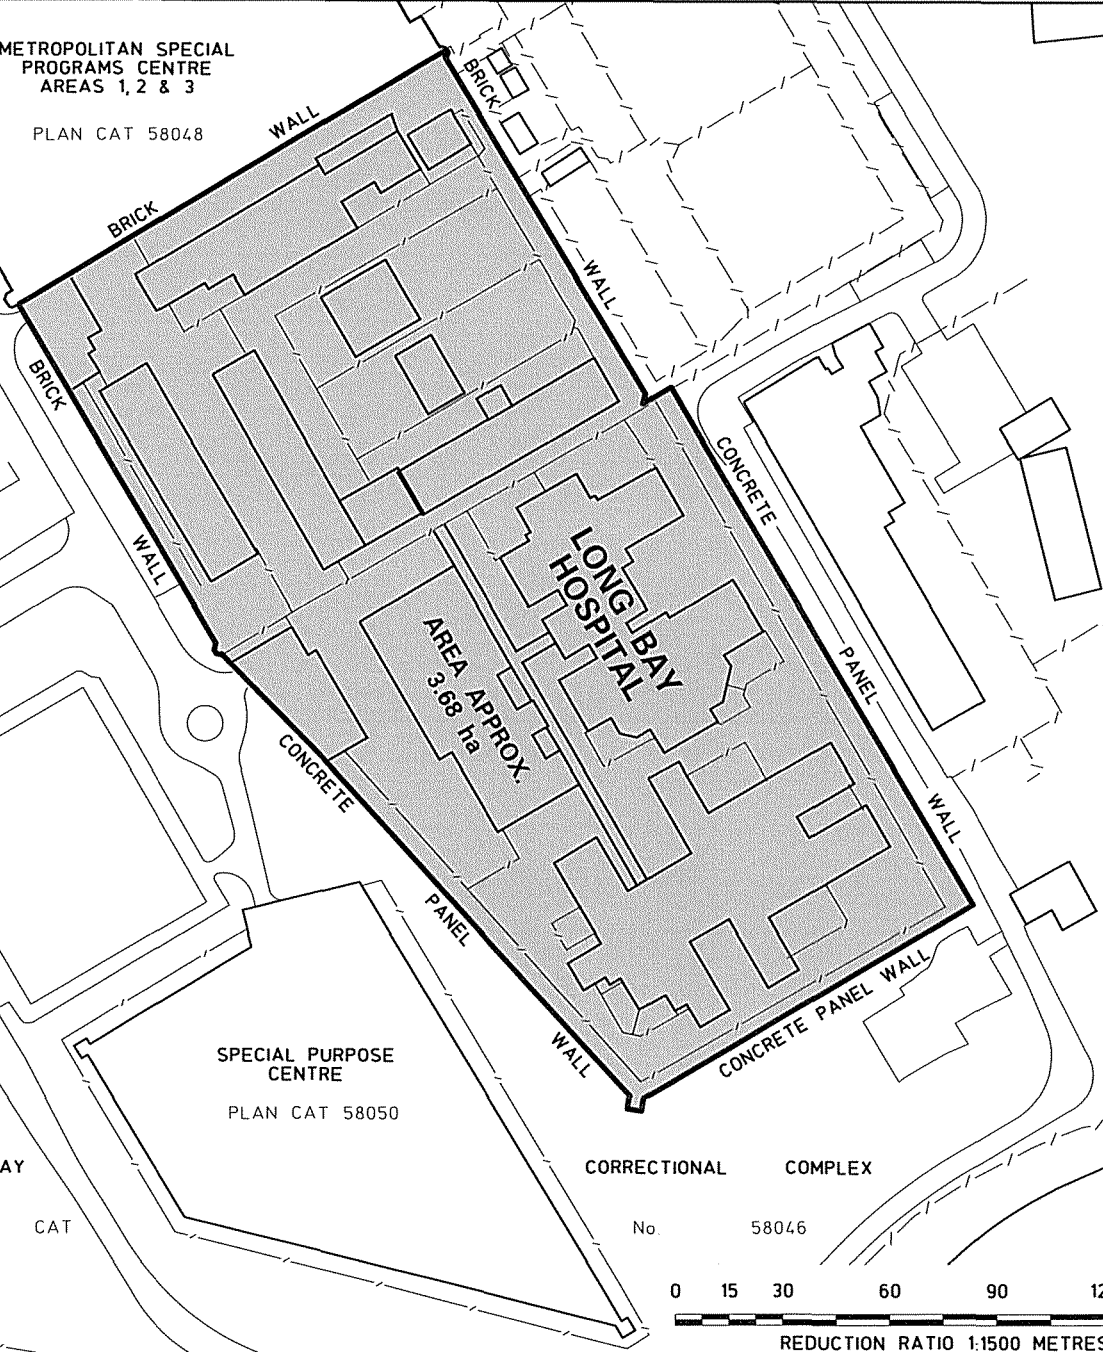 METROPOLITAN SPECIAL
PROGRAMS CENTRE
AREAS 1, 2 & 3
PLAN CAT 58048
BRICK
WALL
BRICK
WALL
BRICK
WALL
CONCRETE
PANEL
WALL
LONG BAY
HOSPITAL
AREA APPROX.
3.68 ha
CONCRETE
PANEL
WALL
CONCRETE PANEL WALL
SPECIAL PURPOSE
CENTRE
PLAN CAT 58050
AY
CORRECTIONAL COMPLEX
CAT
No. 58046
0 15 30 60 90 12
REDUCTION RATIO 1:1500 METRES